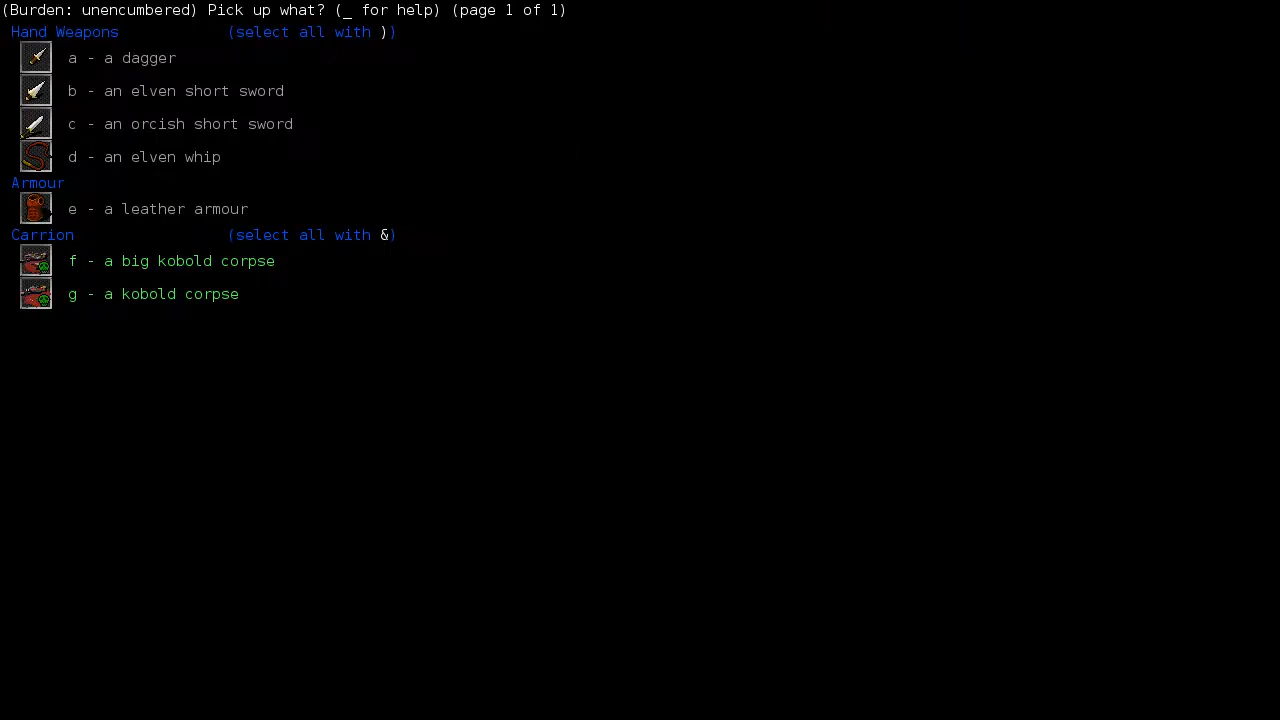 (Burden: unencumbered) Pick up what? (_ for help) (page 1 of 1)
Hand Weapons (select all with ))
a - a dagger
b - an elven short sword
c - an orcish short sword
d - an elven whip
Armour
e - a leather armour
Carrion (select all with &)
f - a big kobold corpse
g - a kobold corpse